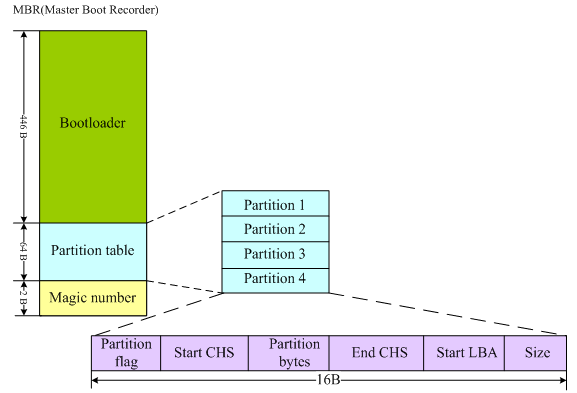 MBR(Master Boot Recorder)
446 B
Bootloader
64 B
Partition table
2 B
Magic number
Partition 1
Partition 2
Partition 3
Partition 4
Partition
flag
Start CHS
Partition
bytes
End CHS
Start LBA
Size
16B